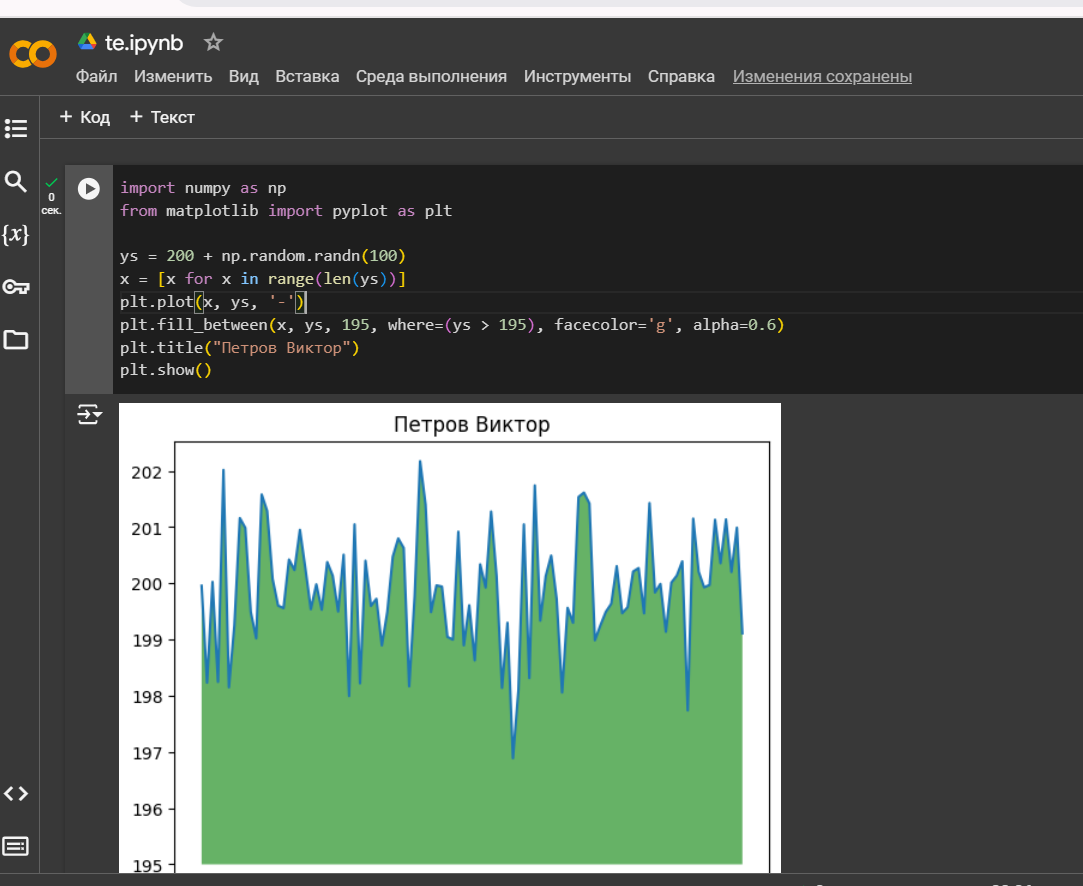 te.ipynb
Файл Изменить Вид Вставка Среда выполнения Инструменты Справка Изменения сохранены
+ Код + Текст
{x}
0
сек.
import numpy as np
from matplotlib import pyplot as plt
ys = 200 + np.random.randn(100)
x = [x for x in range(len(ys))]
plt.plot(x, ys, '-')
plt.fill_between(x, ys, 195, where=(ys > 195), facecolor='g', alpha=0.6)
plt.title("Петров Виктор")
plt.show()
Петров Виктор
202
201
200
199
198
197
196
195